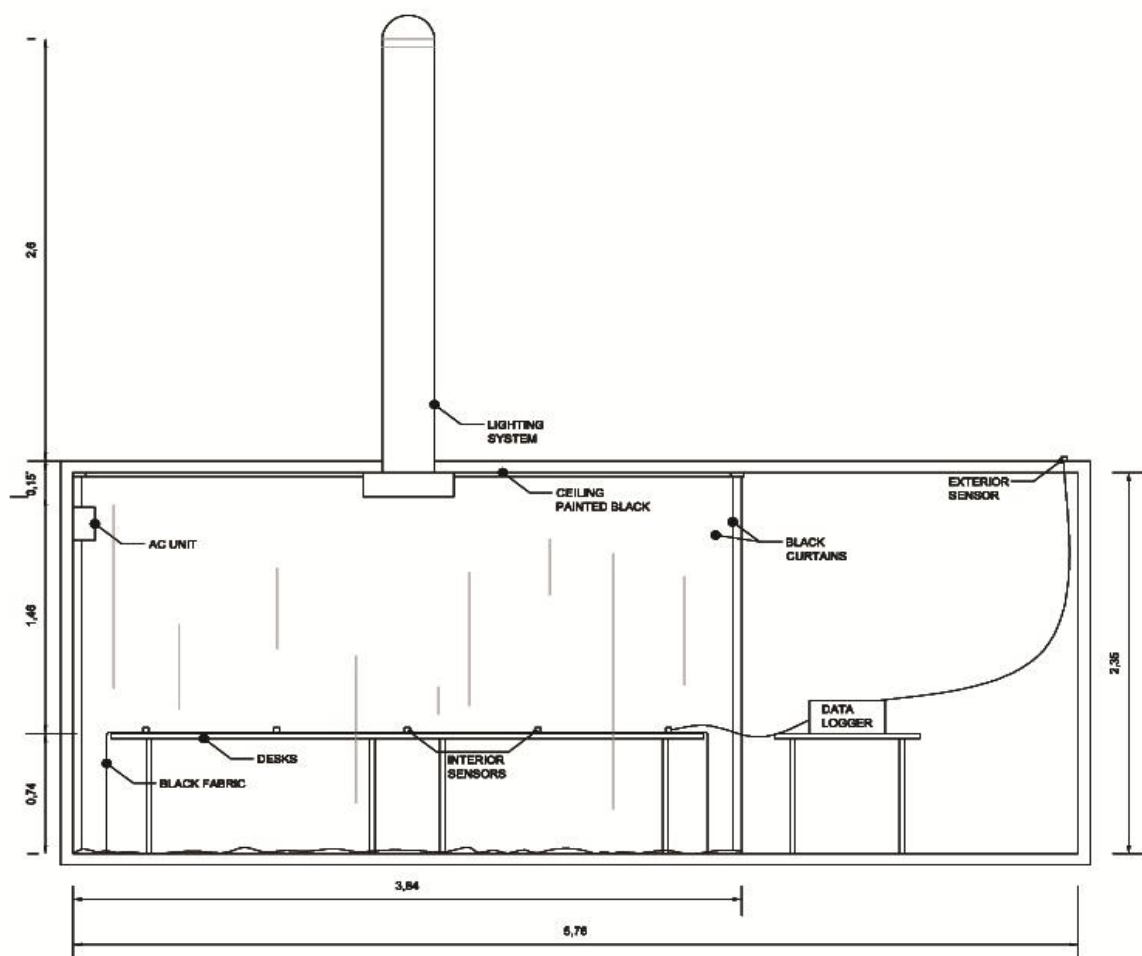 2,6
LIGHTING
SYSTEM
0,15
CEILING
PAINTED BLACK
EXTERIOR
SENSOR
AC UNIT
BLACK
CURTAINS
1,46
2,35
DATA
LOGGER
DESKS
INTERIOR
SENSORS
BLACK FABRIC
0,74
3,84
5,76